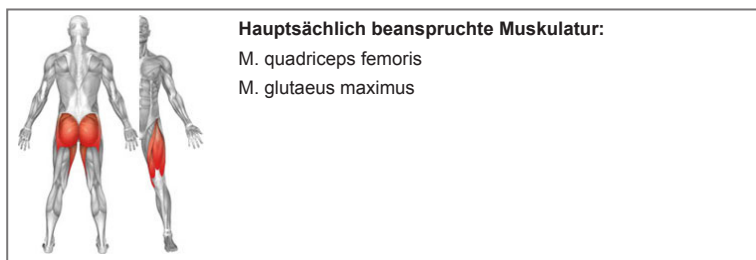 Hauptsächlich beanspruchte Muskulatur:
M. quadriceps femoris
M. glutaeus maximus